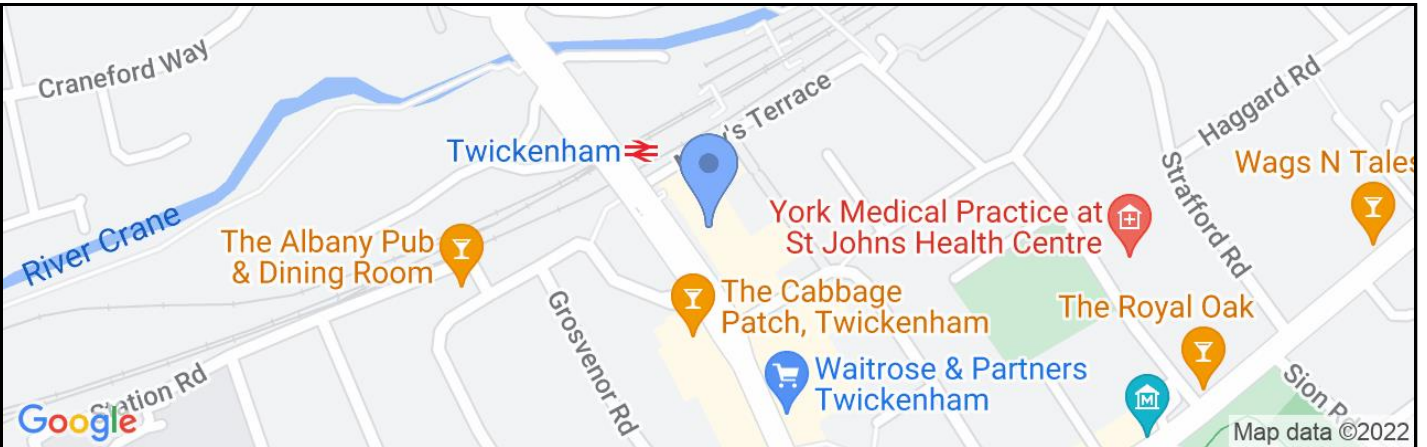 Craneford Way
Twickenham
's Terrace
Haggard Rd
Strafford Rd
Wags N Tales
River Crane
The Albany Pub
& Dining Room
York Medical Practice at
St Johns Health Centre
The Cabbage
Patch, Twickenham
The Royal Oak
Grosvenor Rd
Waitrose & Partners
Twickenham
Station Rd
Sion Rd
M
Google
Map data ©2022